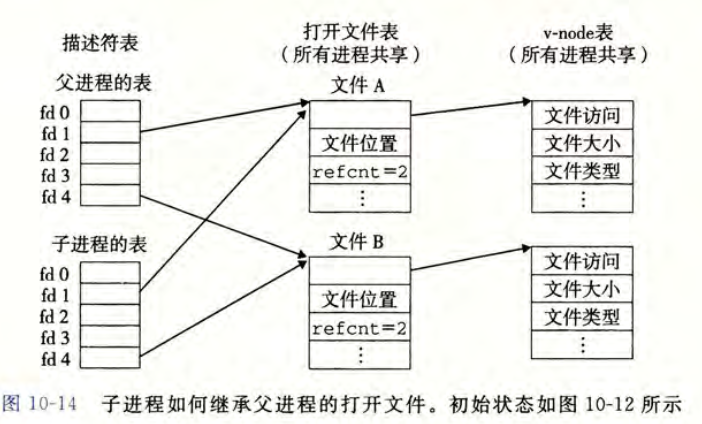 描述符表
打开文件表
（所有进程共享）
v-node表
（所有进程共享）
父进程的表
fd 0
fd 1
fd 2
fd 3
fd 4
文件 A
文件位置
refcnt=2
⋮
文件访问
文件大小
文件类型
⋮
子进程的表
fd 0
fd 1
fd 2
fd 3
fd 4
文件 B
文件位置
refcnt=2
⋮
文件访问
文件大小
文件类型
⋮
图 10-14 子进程如何继承父进程的打开文件。初始状态如图 10-12 所示